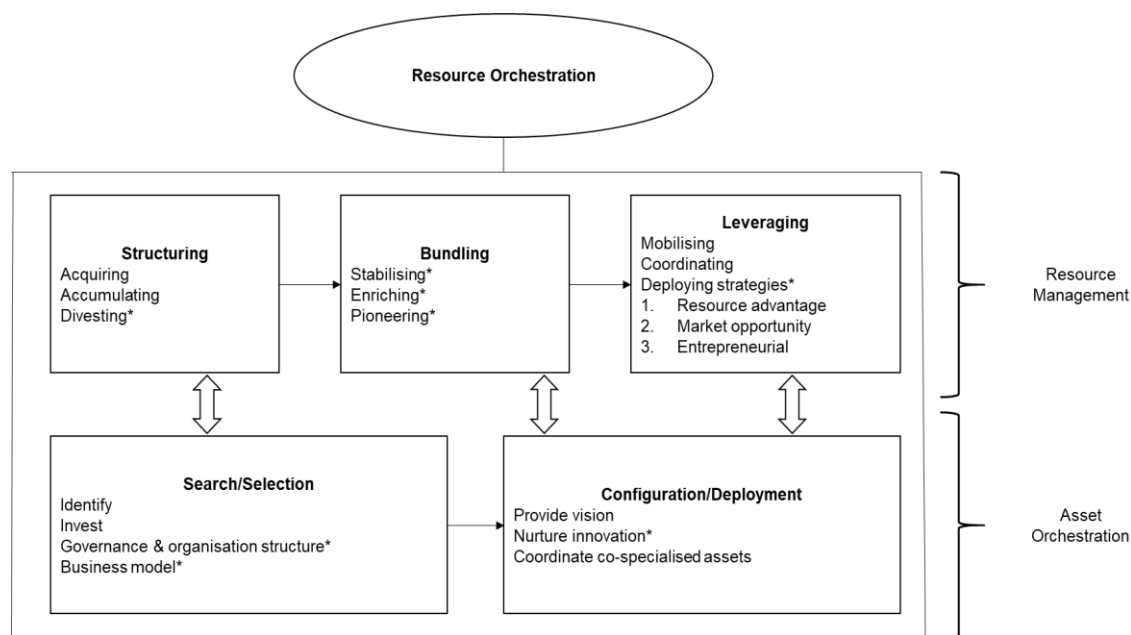 Resource Orchestration
Structuring
Acquiring
Accumulating
Divesting*
Bundling
Stabilising*
Enriching*
Pioneering*
Leveraging
Mobilising
Coordinating
Deploying strategies*
1. Resource advantage
2. Market opportunity
3. Entrepreneurial
Resource
Management
Search/Selection
Identify
Invest
Governance & organisation structure*
Business model*
Configuration/Deployment
Provide vision
Nurture innovation*
Coordinate co-specialised assets
Asset
Orchestration